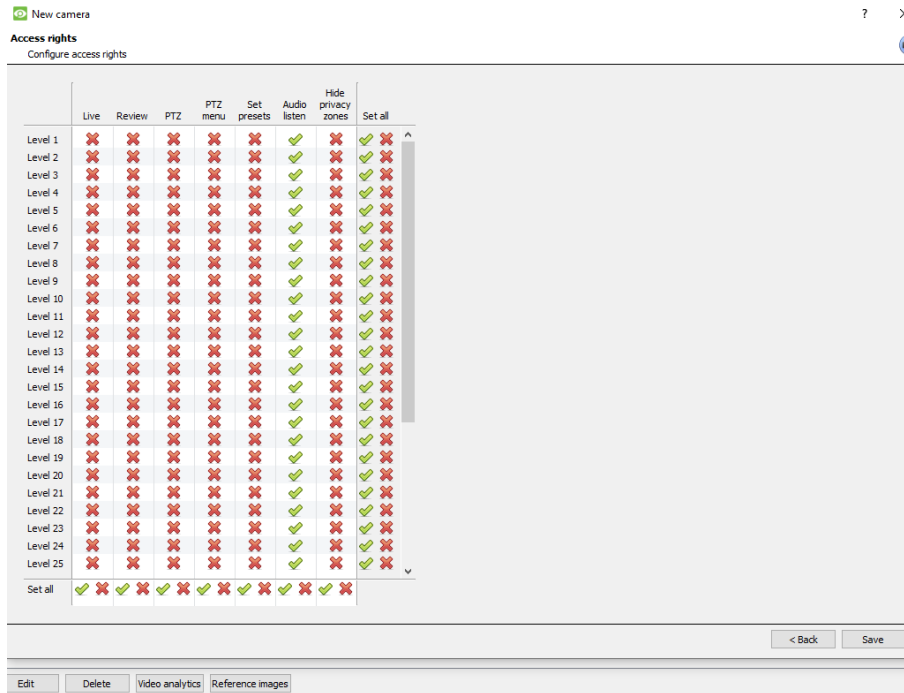 New camera
?
Access rights
Configure access rights
Live Review PTZ PTZ menu Set presets Audio listen Hide privacy zones Set all
Level 1
Level 2
Level 3
Level 4
Level 5
Level 6
Level 7
Level 8
Level 9
Level 10
Level 11
Level 12
Level 13
Level 14
Level 15
Level 16
Level 17
Level 18
Level 19
Level 20
Level 21
Level 22
Level 23
Level 24
Level 25
Set all
< Back Save
Edit Delete Video analytics Reference images